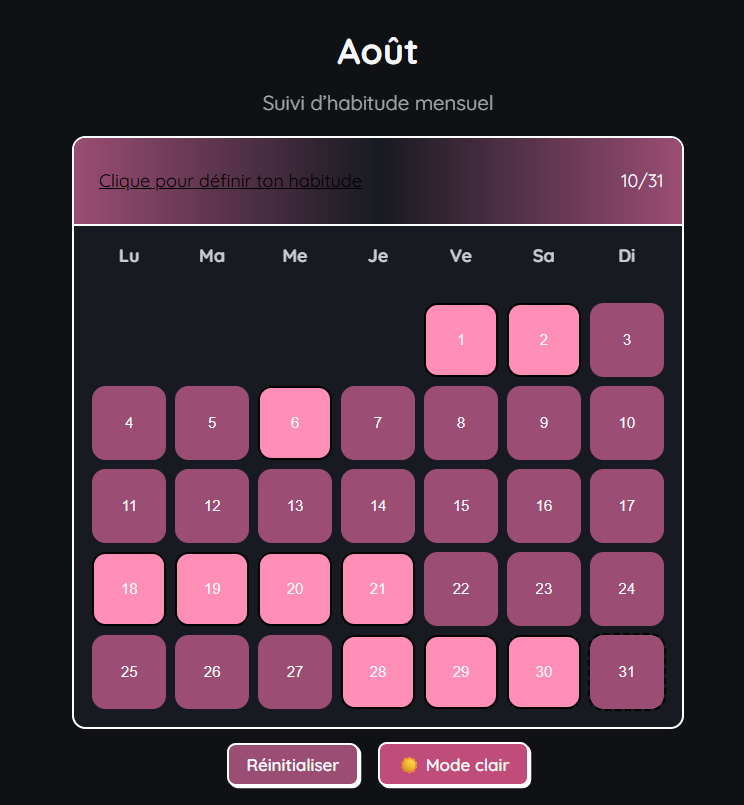 Août
Suivi d’habitude mensuel
Clique pour définir ton habitude 10/31
Lu Ma Me Je Ve Sa Di
1 2 3
4 5 6 7 8 9 10
11 12 13 14 15 16 17
18 19 20 21 22 23 24
25 26 27 28 29 30 31
Réinitialiser Mode clair